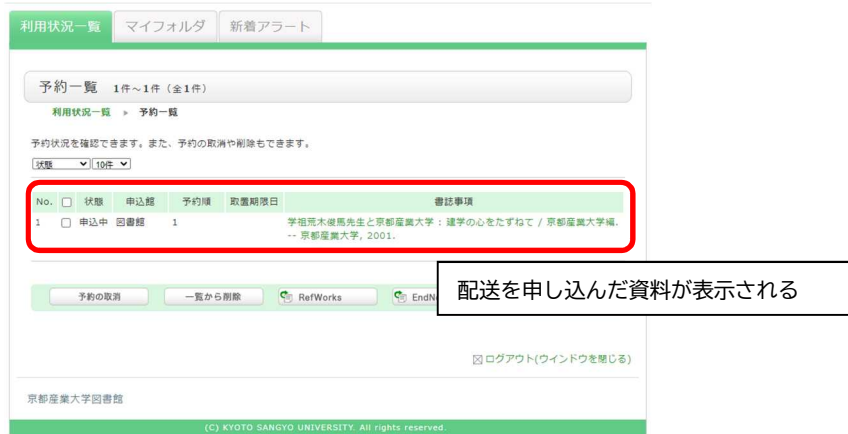 利用状況一覧 マイフォルダ 新着アラート
予約一覧 1件～1件（全1件）
利用状況一覧 » 予約一覧
予約状況を確認できます。また、予約の取消や削除もできます。
状態 10件
No. 状態 申込館 予約順 取置期限日 書誌事項
1 申込中 図書館 1 学祖荒木俊馬先生と京都産業大学 : 建学の心をたずねて / 京都産業大学編.
-- 京都産業大学, 2001.
配送を申し込んだ資料が表示される
予約の取消 一覧から削除 RefWorks
ログアウト(ウインドウを閉じる)
京都産業大学図書館
(C) KYOTO SANGYO UNIVERSITY. All rights reserved.